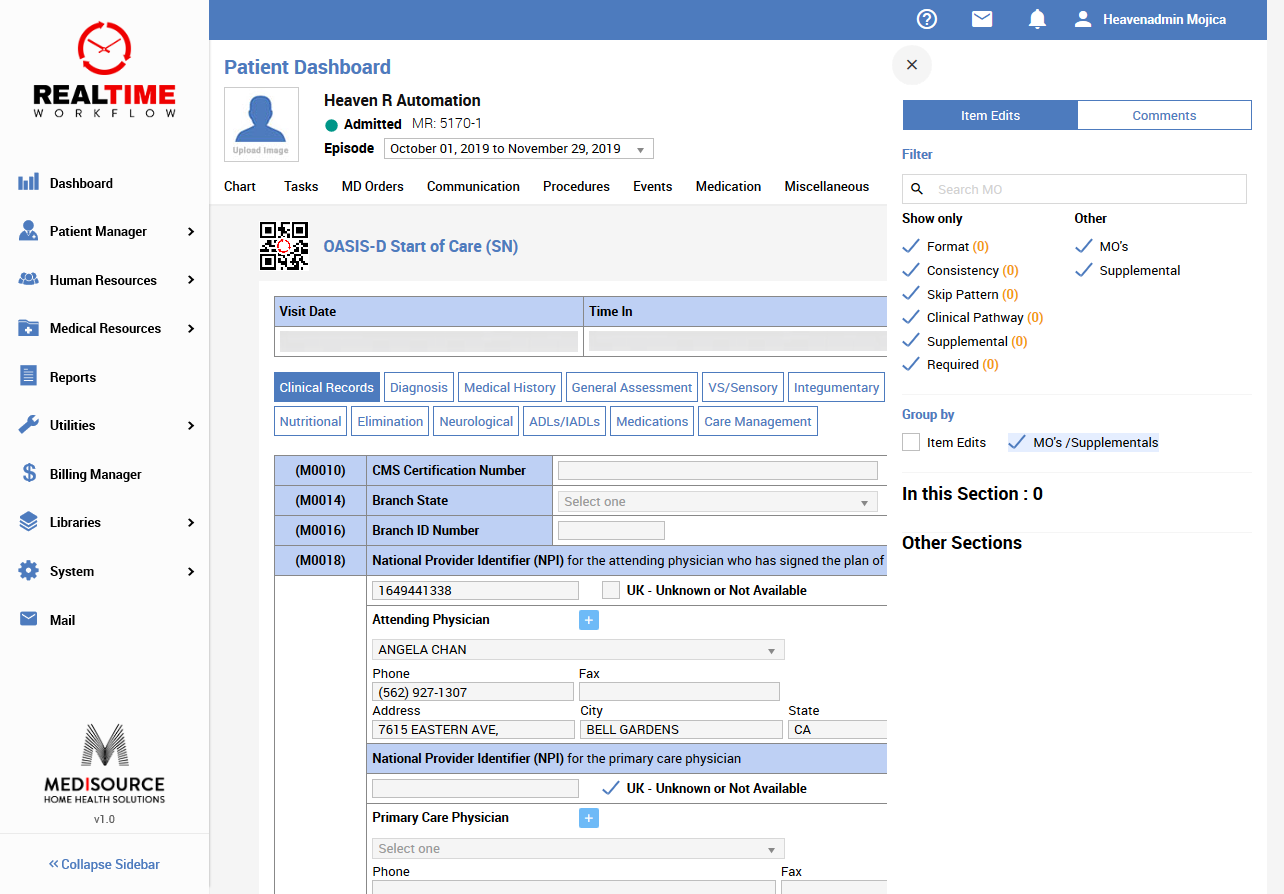 Heavenadmin Mojica
REALTIME
WORKFLOW
Dashboard
Patient Manager
Human Resources
Medical Resources
Reports
Utilities
Billing Manager
Libraries
System
Mail
MEDISOURCE
HOME HEALTH SOLUTIONS
v1.0
Collapse Sidebar
Patient Dashboard
Upload Image
Heaven R Automation
Admitted MR: 5170-1
Episode October 01, 2019 to November 29, 2019
Chart Tasks MD Orders Communication Procedures Events Medication Miscellaneous
OASIS-D Start of Care (SN)
Visit Date Time In
Clinical Records Diagnosis Medical History General Assessment VS/Sensory Integumentary
Nutritional Elimination Neurological ADLs/IADLs Medications Care Management
(M0010) CMS Certification Number
(M0014) Branch State Select one
(M0016) Branch ID Number
(M0018) National Provider Identifier (NPI) for the attending physician who has signed the plan of
1649441338 UK - Unknown or Not Available
Attending Physician +
ANGELA CHAN
Phone Fax
(562) 927-1307
Address City State
7615 EASTERN AVE, BELL GARDENS CA
National Provider Identifier (NPI) for the primary care physician
UK - Unknown or Not Available
Primary Care Physician +
Select one
Phone Fax
Item Edits Comments
Filter
Search MO
Show only Other
Format (0) MO's
Consistency (0) Supplemental
Skip Pattern (0)
Clinical Pathway (0)
Supplemental (0)
Required (0)
Group by
Item Edits MO's /Supplementals
In this Section : 0
Other Sections